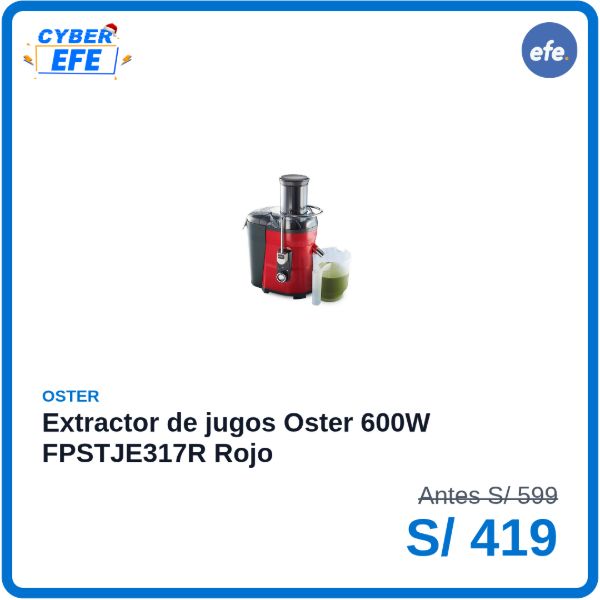 CYBER
EFE
efe.
OSTER
Extractor de jugos Oster 600W
FPSTJE317R Rojo
Antes S/ 599
S/ 419